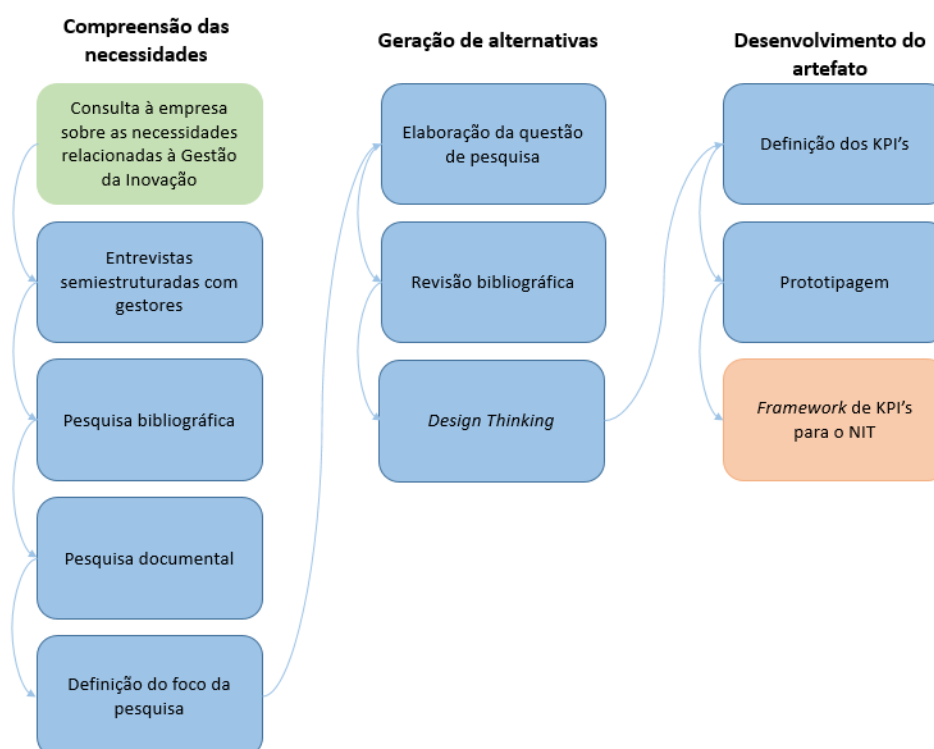 Compreensão das
necessidades
Consulta à empresa
sobre as necessidades
relacionadas à Gestão
da Inovação
Entrevistas
semiestruturadas com
gestores
Pesquisa bibliográfica
Pesquisa documental
Definição do foco da
pesquisa
Geração de alternativas
Elaboração da questão
de pesquisa
Revisão bibliográfica
Design Thinking
Desenvolvimento do
artefato
Definição dos KPI’s
Prototipagem
Framework de KPI’s
para o NIT